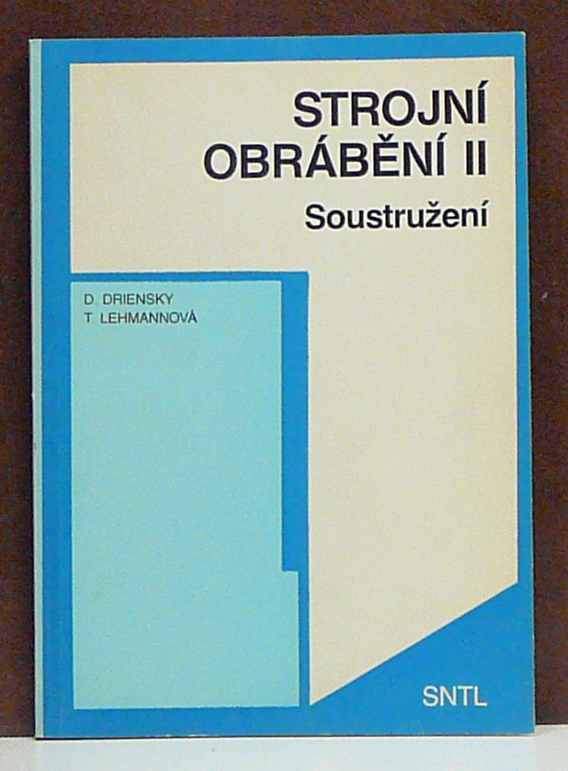 STROJNÍ
OBRÁBĚNÍ II
Soustružení
D. DRIENSKY
T. LEHMANNOVÁ
SNTL